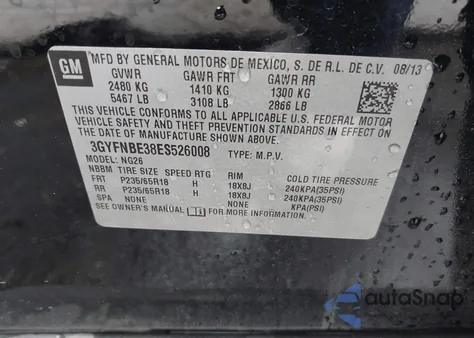 GM
MFD BY GENERAL MOTORS DE MEXICO, S. DE R.L. DE C.V. 08/13
GVWR GAWR FRT GAWR RR
2480 KG 1410 KG 1300 KG
5467 LB 3108 LB 2866 LB
THIS VEHICLE CONFORMS TO ALL APPLICABLE U.S. FEDERAL MOTOR
VEHICLE SAFETY, BUMPER, AND THEFT PREVENTION STANDARDS IN
EFFECT ON THE DATE OF MANUFACTURE SHOWN ABOVE.
3GYFNBE38ES526008 TYPE: M.P.V.
MODEL: NG26
NBBM TIRE SIZE SPEED RTG RIM COLD TIRE PRESSURE
FRT P235/65R18 H 18X8J 240KPA(35PSI)
RR P235/65R18 H 18X8J 240KPA(35PSI)
SPA NONE NONE KPA(PSI)
SEE OWNER'S MANUAL FOR MORE INFORMATION.
autoSnap